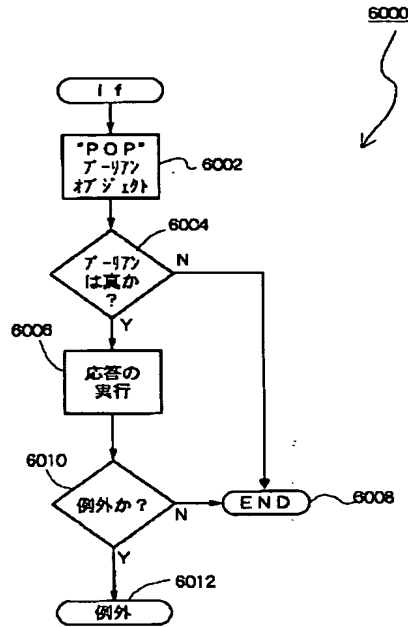 6000
if
"POP"
ブーリアン
オブジェクト
6002
6004
ブーリアン
は真か
?
N
Y
6006
応答の
実行
6010
例外か?
N
END
6008
Y
6012
例外